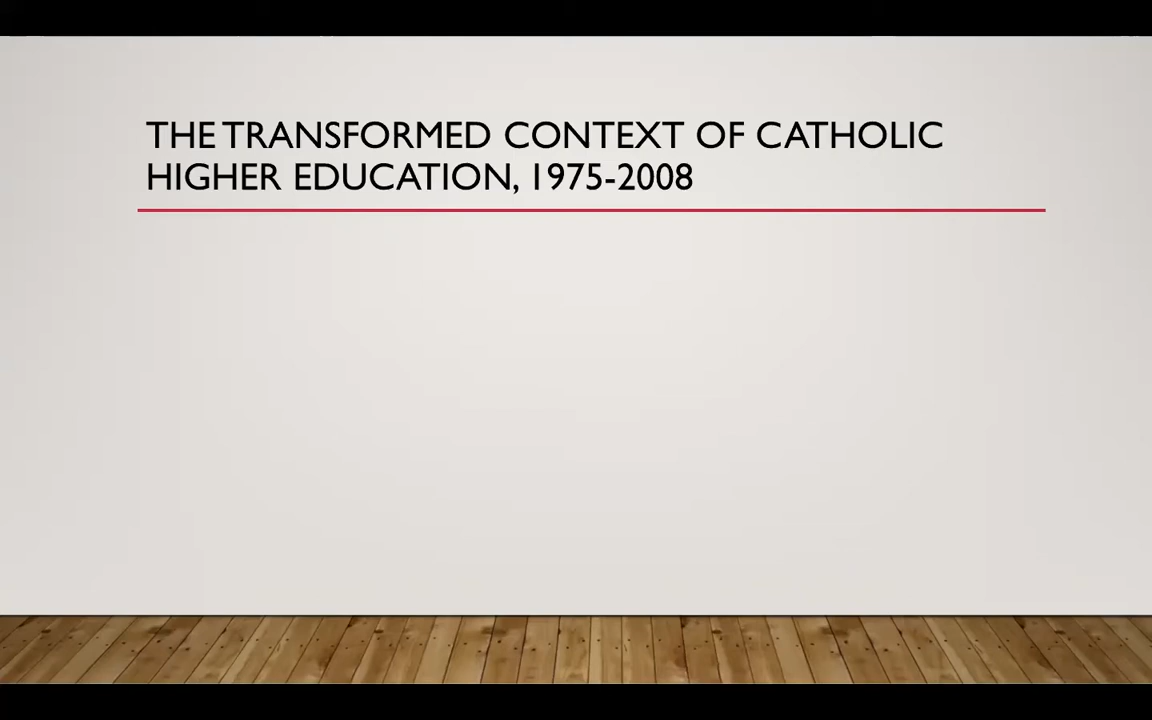 THE TRANSFORMED CONTEXT OF CATHOLIC
HIGHER EDUCATION, 1975-2008